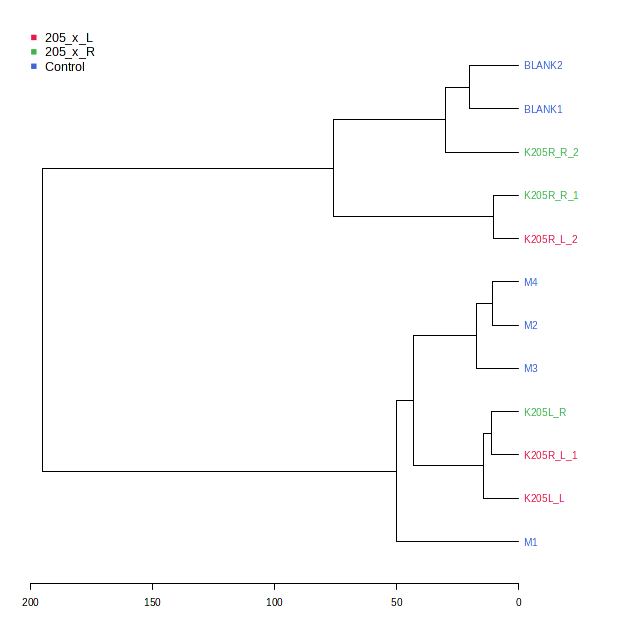 205_x_L
205_x_R
Control
BLANK2
BLANK1
K205R_R_2
K205R_R_1
K205R_L_2
M4
M2
M3
K205L_R
K205R_L_1
K205L_L
M1
200 150 100 50 0